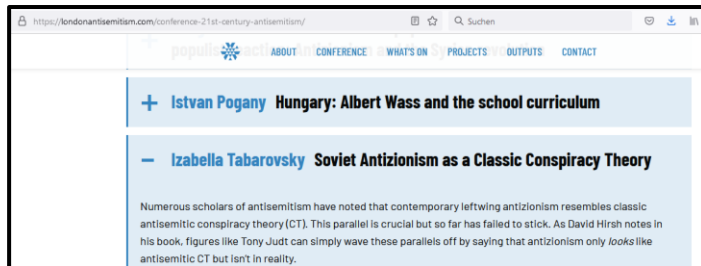 https://londonantisemitism.com/conference-21st-century-antisemitism/
Suchen
ABOUT CONFERENCE WHAT'S ON PROJECTS OUTPUTS CONTACT
+ Istvan Pogany Hungary: Albert Wass and the school curriculum
– Izabella Tabarovsky Soviet Antizionism as a Classic Conspiracy Theory
Numerous scholars of antisemitism have noted that contemporary leftwing antizionism resembles classic
antisemitic conspiracy theory (CT). This parallel is crucial but so far has failed to stick. As David Hirsh notes in
his book, figures like Tony Judt can simply wave these parallels off by saying that antizionism only looks like
antisemitic CT but isn't in reality.